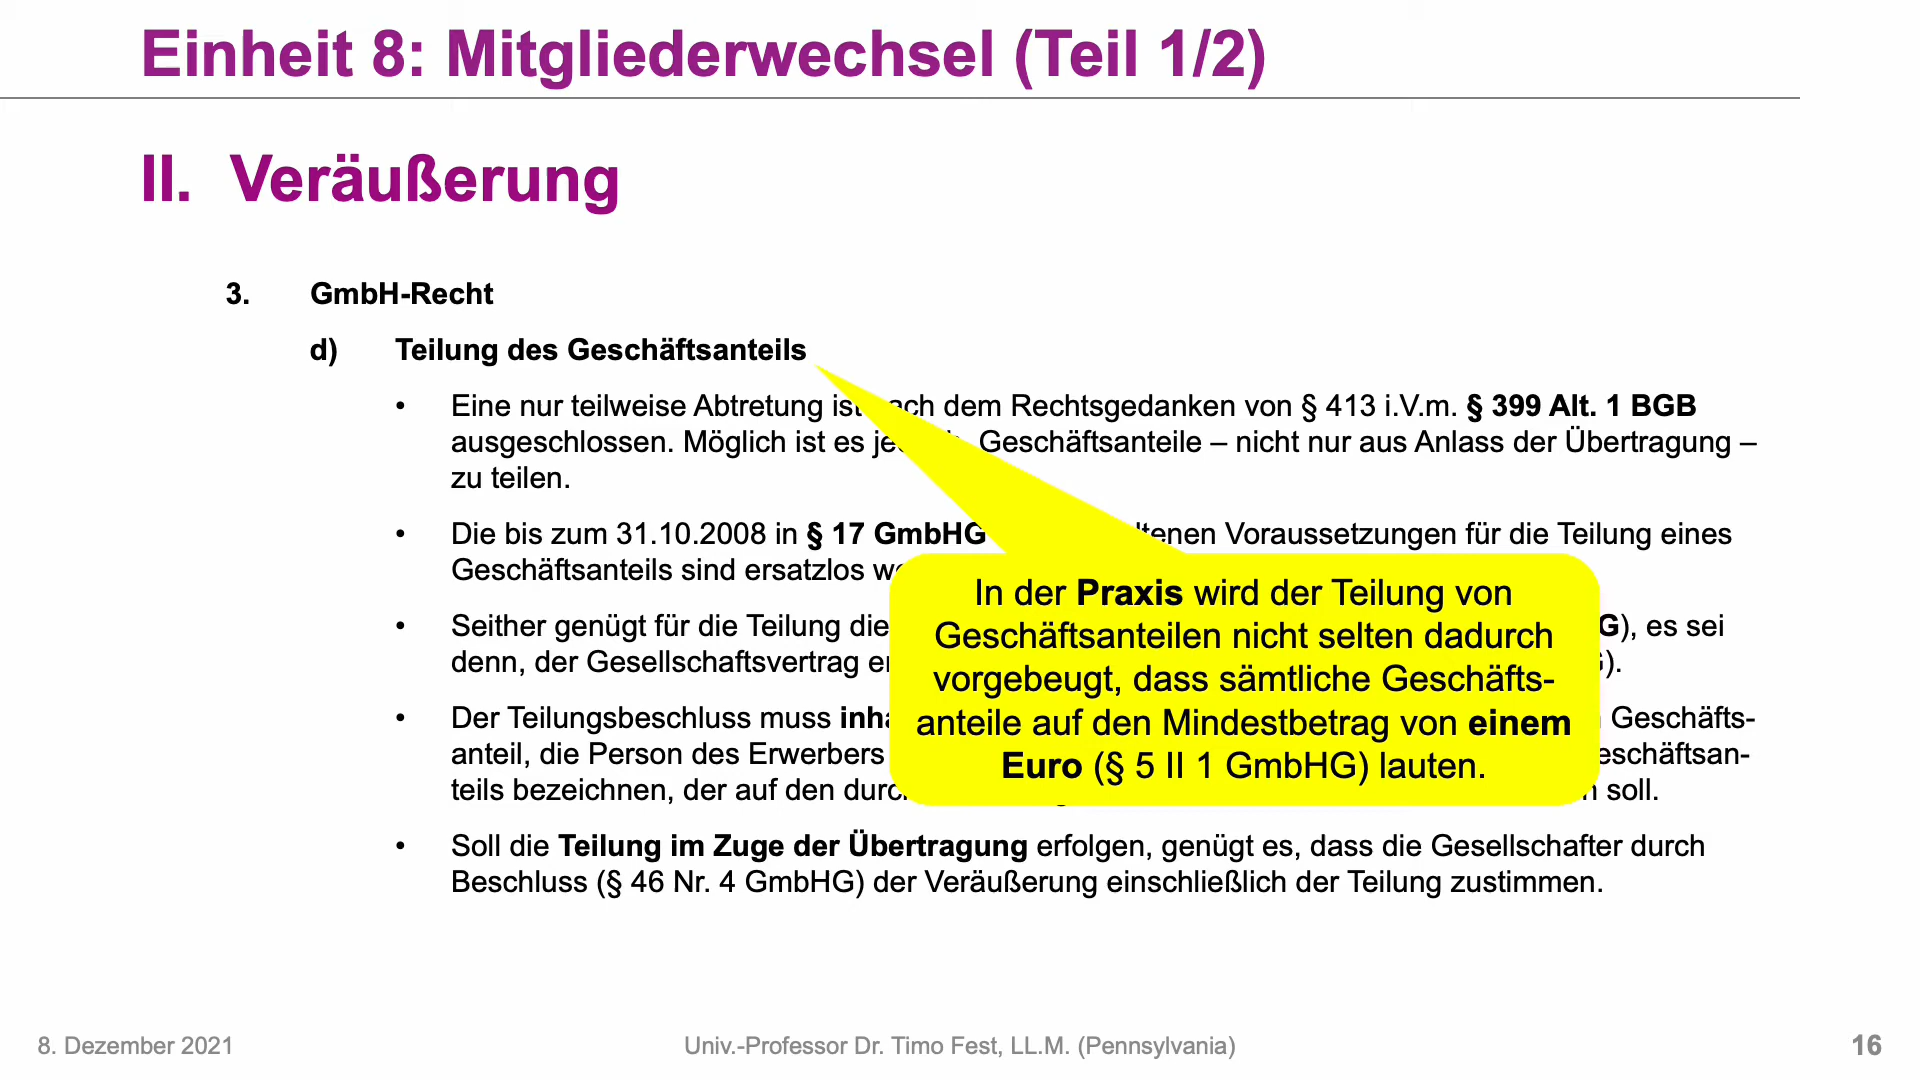 Einheit 8: Mitgliederwechsel (Teil 1/2)
II. Veräußerung
3. GmbH-Recht
d) Teilung des Geschäftsanteils
• Eine nur teilweise Abtretung ist dem Rechtsgedanken von § 413 i.V.m. § 399 Alt. 1 BGB
ausgeschlossen. Möglich ist es Geschäftsanteile – nicht nur aus Anlass der Übertragung –
zu teilen.
• Die bis zum 31.10.2008 in § 17 GmbHG Voraussetzungen für die Teilung eines
Geschäftsanteils sind ersatzlos
• Seither genügt für die Teilung die G), es sei
denn, der Gesellschaftsvertrag ).
• Der Teilungsbeschluss muss Geschäfts-
anteil, die Person des Erwerbers
teils bezeichnen, der auf den soll.
In der Praxis wird der Teilung von
Geschäftsanteilen nicht selten dadurch
vorgebeugt, dass sämtliche Geschäfts-
anteile auf den Mindestbetrag von einem
Euro (§ 5 II 1 GmbHG) lauten.
• Soll die Teilung im Zuge der Übertragung erfolgen, genügt es, dass die Gesellschafter durch
Beschluss (§ 46 Nr. 4 GmbHG) der Veräußerung einschließlich der Teilung zustimmen.
8. Dezember 2021
Univ.-Professor Dr. Timo Fest, LL.M. (Pennsylvania)
16